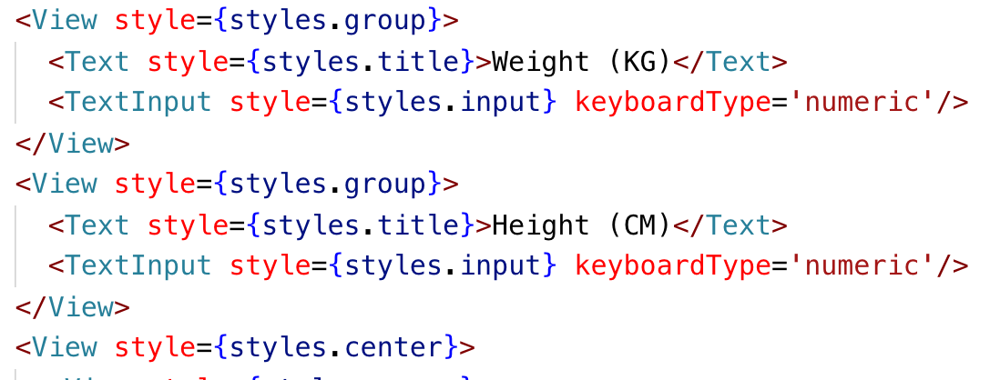 <View style={styles.group}>
<Text style={styles.title}>Weight (KG)</Text>
<TextInput style={styles.input} keyboardType='numeric'/>
</View>
<View style={styles.group}>
<Text style={styles.title}>Height (CM)</Text>
<TextInput style={styles.input} keyboardType='numeric'/>
</View>
<View style={styles.center}>